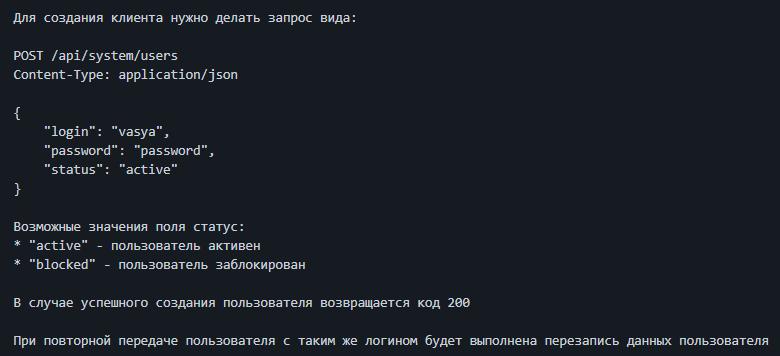 Для создания клиента нужно делать запрос вида:
POST /api/system/users
Content-Type: application/json
{
"login": "vasya",
"password": "password",
"status": "active"
}
Возможные значения поля статус:
* "active" - пользователь активен
* "blocked" - пользователь заблокирован
В случае успешного создания пользователя возвращается код 200
При повторной передаче пользователя с таким же логином будет выполнена перезапись данных пользователя